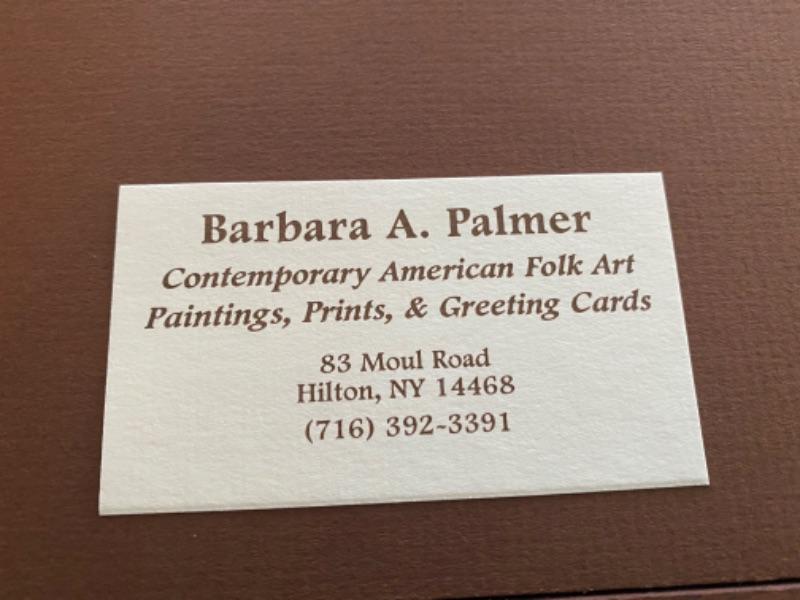 Barbara A. Palmer
Contemporary American Folk Art
Paintings, Prints, & Greeting Cards
83 Moul Road
Hilton, NY 14468
(716) 392-3391